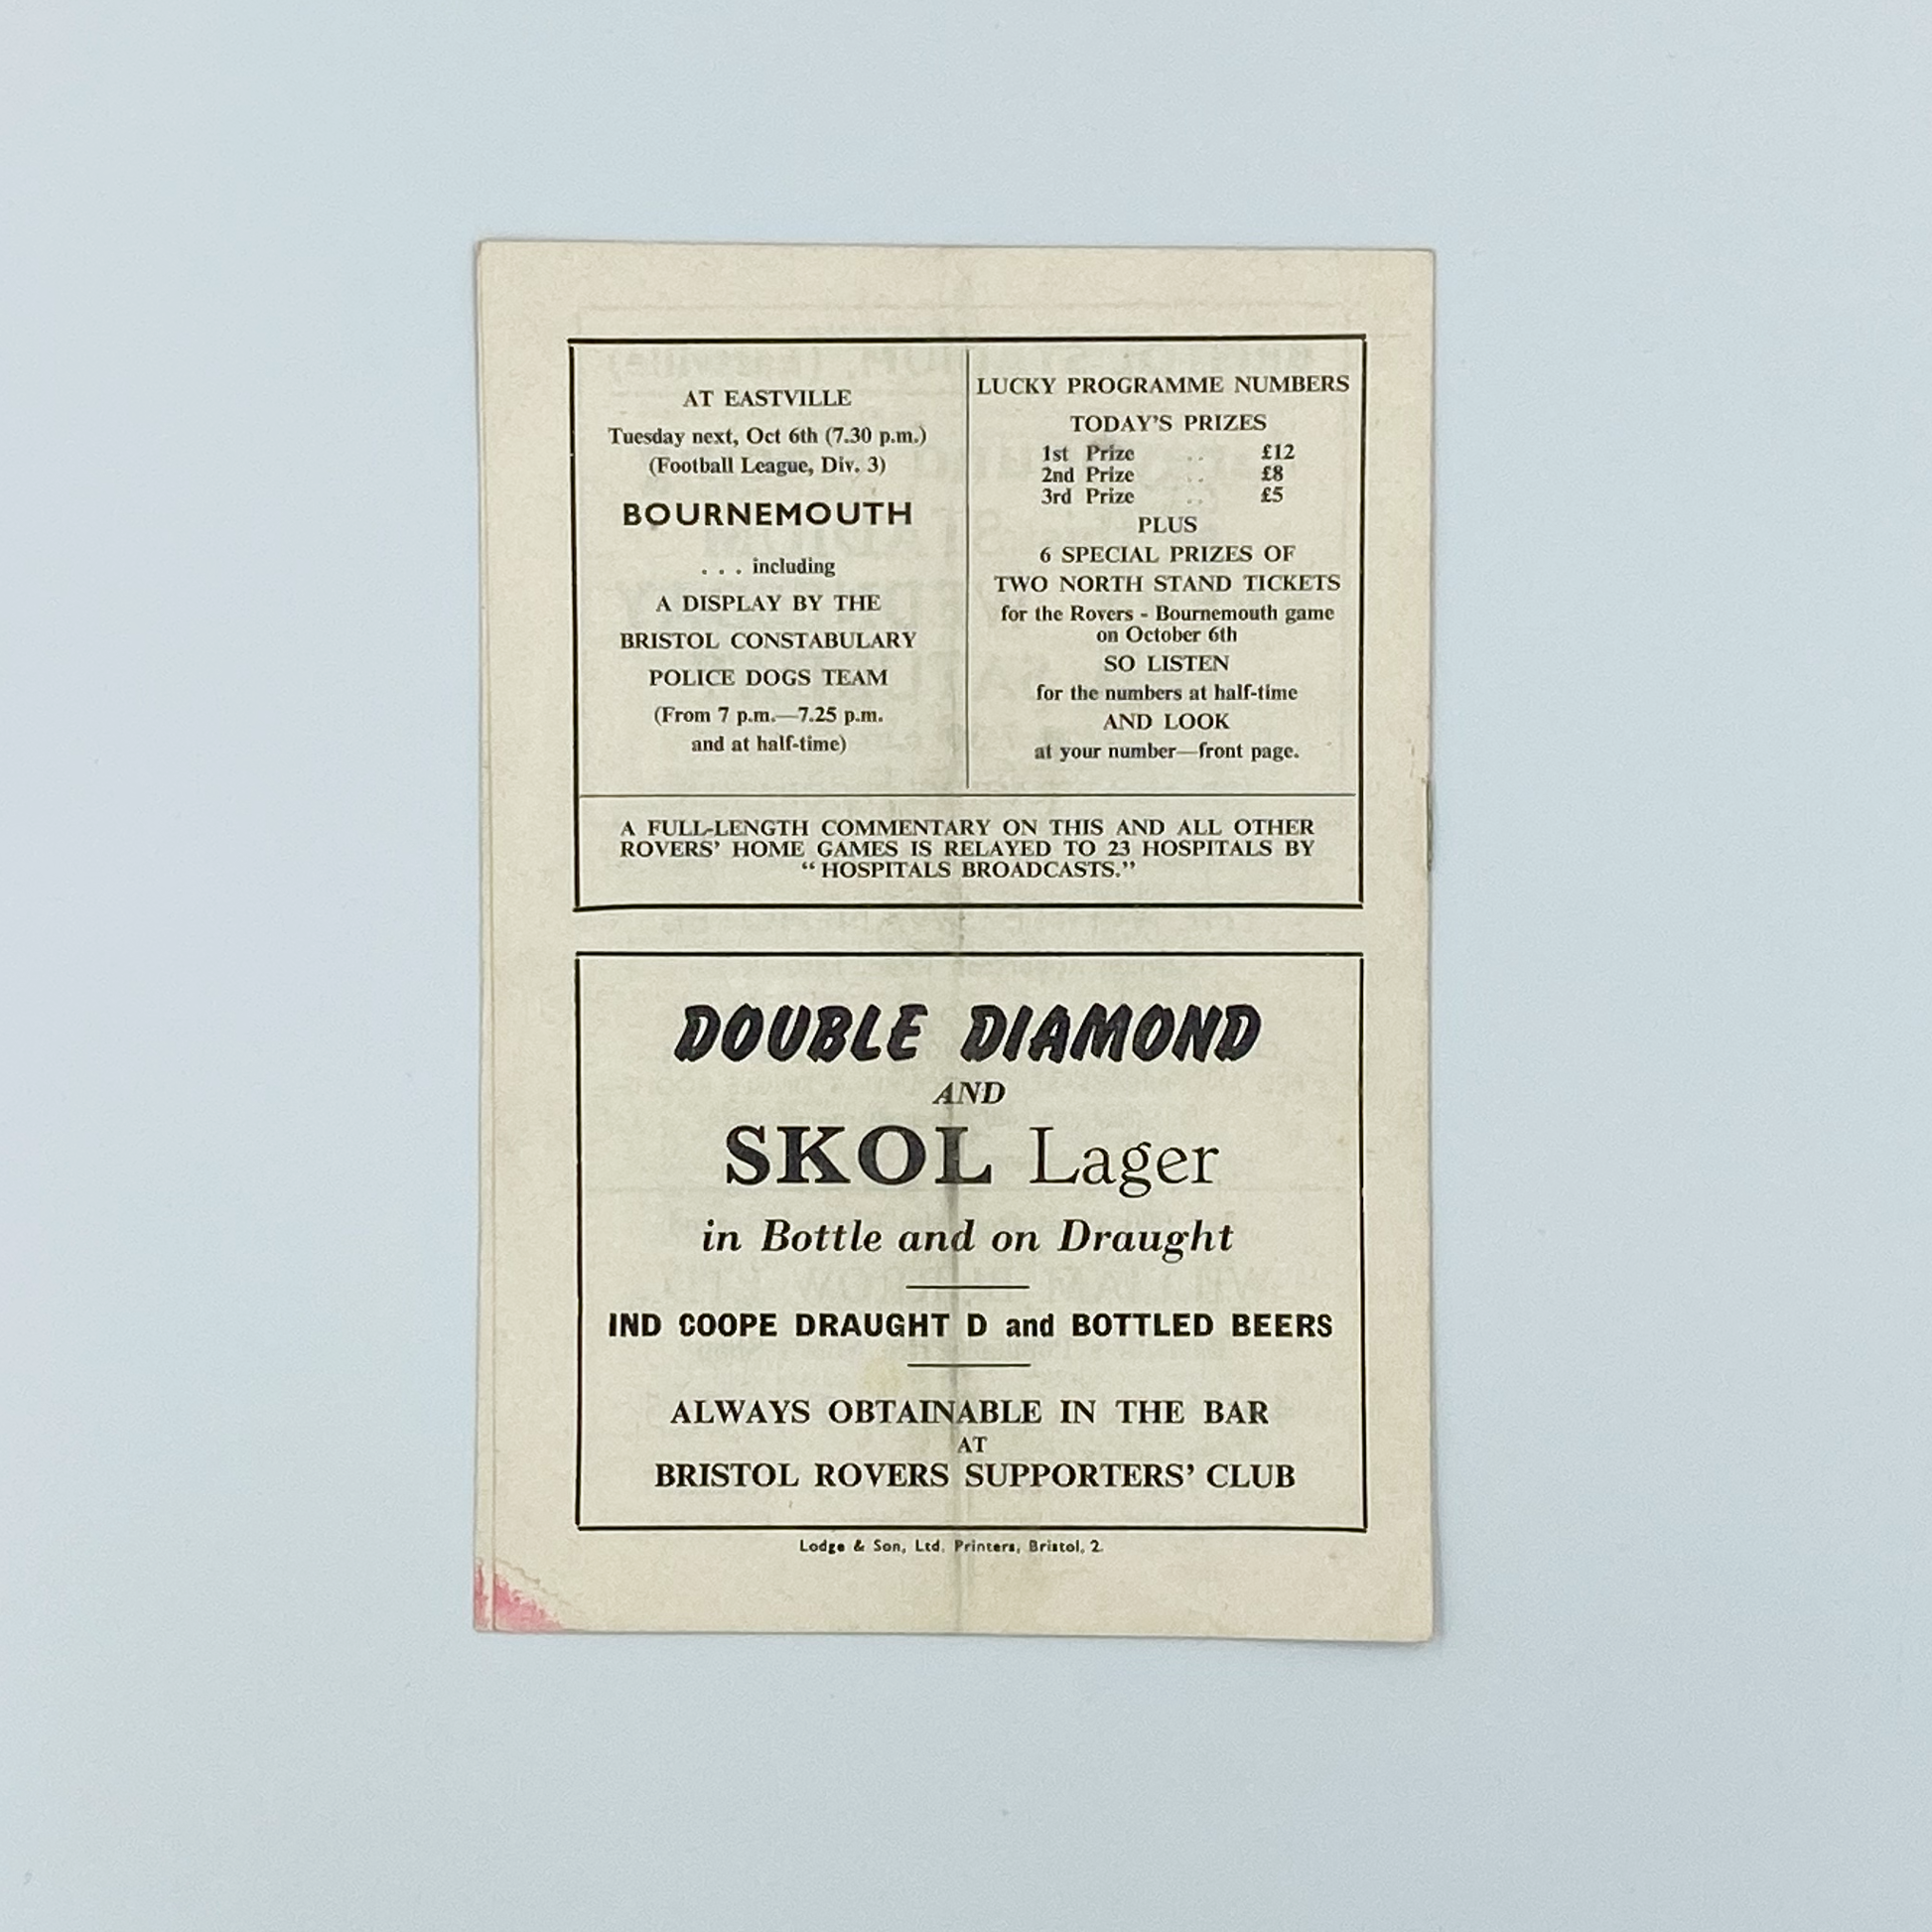 AT EASTVILLE
Tuesday next, Oct 6th (7.30 p.m.)
(Football League, Div. 3)
BOURNEMOUTH
. . . including
A DISPLAY BY THE
BRISTOL CONSTABULARY
POLICE DOGS TEAM
(From 7 p.m.—7.25 p.m.
and at half-time)
LUCKY PROGRAMME NUMBERS
TODAY'S PRIZES
1st Prize .. £12
2nd Prize .. £8
3rd Prize .. £5
PLUS
6 SPECIAL PRIZES OF
TWO NORTH STAND TICKETS
for the Rovers - Bournemouth game
on October 6th
SO LISTEN
for the numbers at half-time
AND LOOK
at your number—front page.
A FULL-LENGTH COMMENTARY ON THIS AND ALL OTHER
ROVERS' HOME GAMES IS RELAYED TO 23 HOSPITALS BY
“ HOSPITALS BROADCASTS.”
DOUBLE DIAMOND
AND
SKOL Lager
in Bottle and on Draught
IND COOPE DRAUGHT D and BOTTLED BEERS
ALWAYS OBTAINABLE IN THE BAR
AT
BRISTOL ROVERS SUPPORTERS' CLUB
Lodge & Son, Ltd. Printers, Bristol, 2.